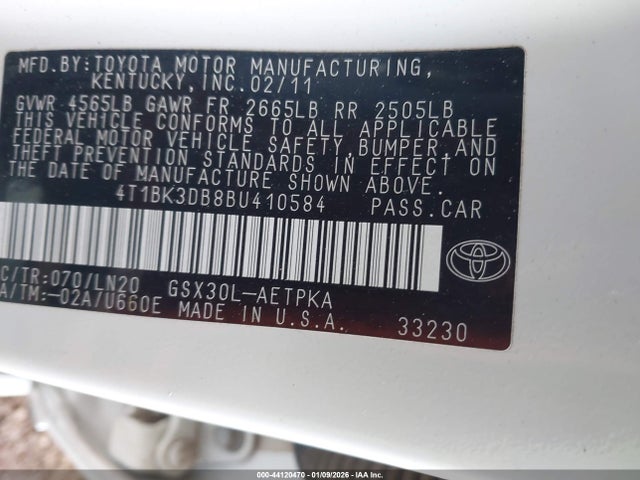 MFD.BY:TOYOTA MOTOR MANUFACTURING,
KENTUCKY,INC.02/11
GVWR 4565LB GAWR FR 2665LB RR 2505LB
THIS VEHICLE CONFORMS TO ALL APPLICABLE
FEDERAL MOTOR VEHICLE SAFETY,BUMPER,AND
THEFT PREVENTION STANDARDS IN EFFECT ON
THE DATE OF MANUFACTURE SHOWN ABOVE.
4T1BK3DB8BU410584 PASS.CAR
C/TR:070/LN20 GSX30L-AETPKA
A/TM:-02A/U660E MADE IN U.S.A. 33230
TOYOTA
000-44120470 - 01/09/2026 - IAAI.com